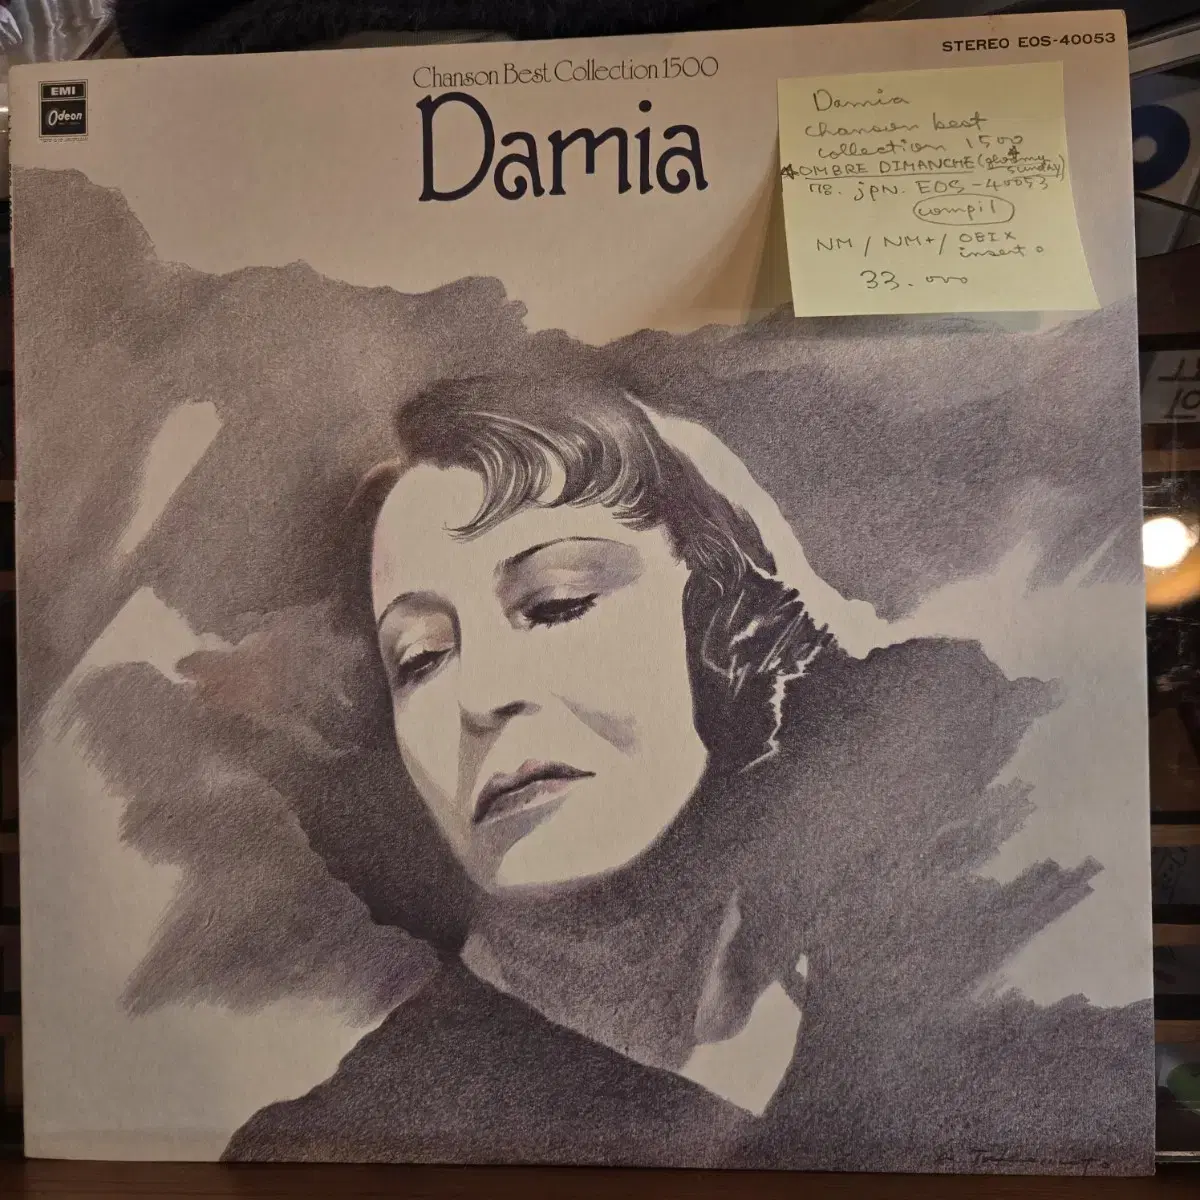 STEREO EOS-40053
EMI
Odeon
Chanson Best Collection 1500
Damia
Damia
chanson best
collection 1500
OMBRE DIMANCHE (gloomy
sunday)
78. jpn. EOS-40053
compil
NM / NM+ / OBI X
insert o
33.000